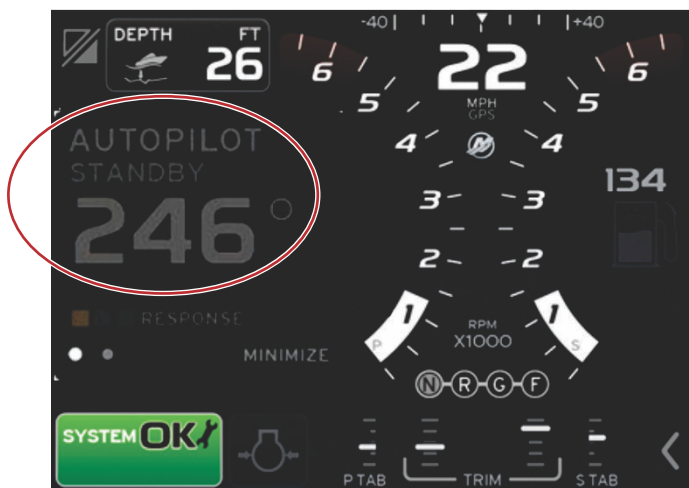 DEPTH FT
26
-40 +40
22
MPH
GPS
6 6
5 5
4 4
3 3
2 2
1 1
P S
RPM
X1000
N R G F
AUTOPILOT
STANDBY
246°
RESPONSE
MINIMIZE
134
SYSTEM OK
P TAB
TRIM
S TAB